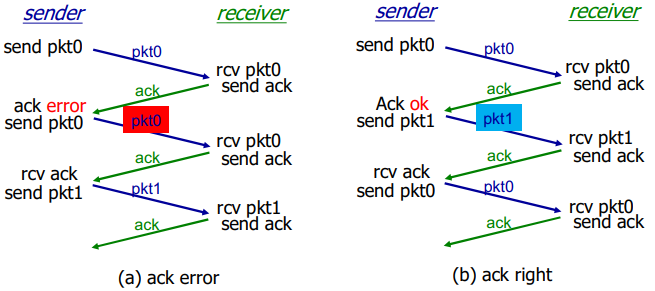 sender
receiver
send pkt0
pkt0
rcv pkt0
send ack
ack
ack error
send pkt0
pkt0
rcv pkt0
send ack
ack
rcv ack
send pkt1
pkt1
rcv pkt1
send ack
ack
(a) ack error
sender
receiver
send pkt0
pkt0
rcv pkt0
send ack
ack
Ack ok
send pkt1
pkt1
rcv pkt1
send ack
ack
rcv ack
send pkt0
pkt0
rcv pkt0
send ack
ack
(b) ack right